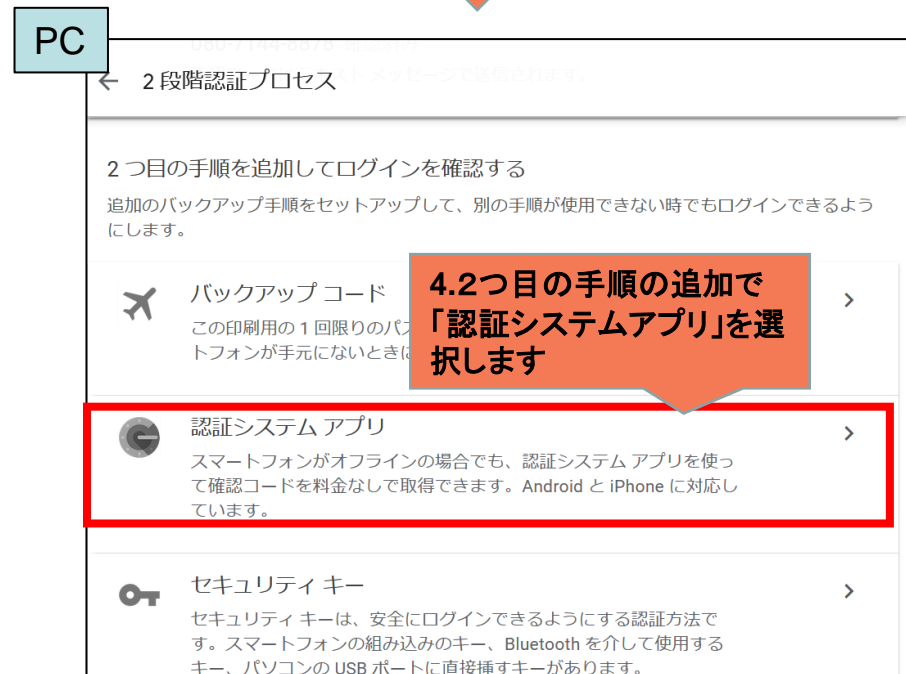 PC
2 段階認証プロセス
2 つ目の手順を追加してログインを確認する
追加のバックアップ手順をセットアップして、別の手順が使用できない時でもログインできるよう
にします。
バックアップ コード
この印刷用の 1 回限りのパス
トフォンが手元にないときに
4.2つ目の手順の追加で
「認証システムアプリ」を選
択します
認証システム アプリ
スマートフォンがオフラインの場合でも、認証システム アプリを使っ
て確認コードを料金なしで取得できます。Android と iPhone に対応し
ています。
セキュリティ キー
セキュリティ キーは、安全にログインできるようにする認証方法で
す。スマートフォンの組み込みのキー、Bluetooth を介して使用する
キー、パソコンの USB ポートに直接挿すキーがあります。